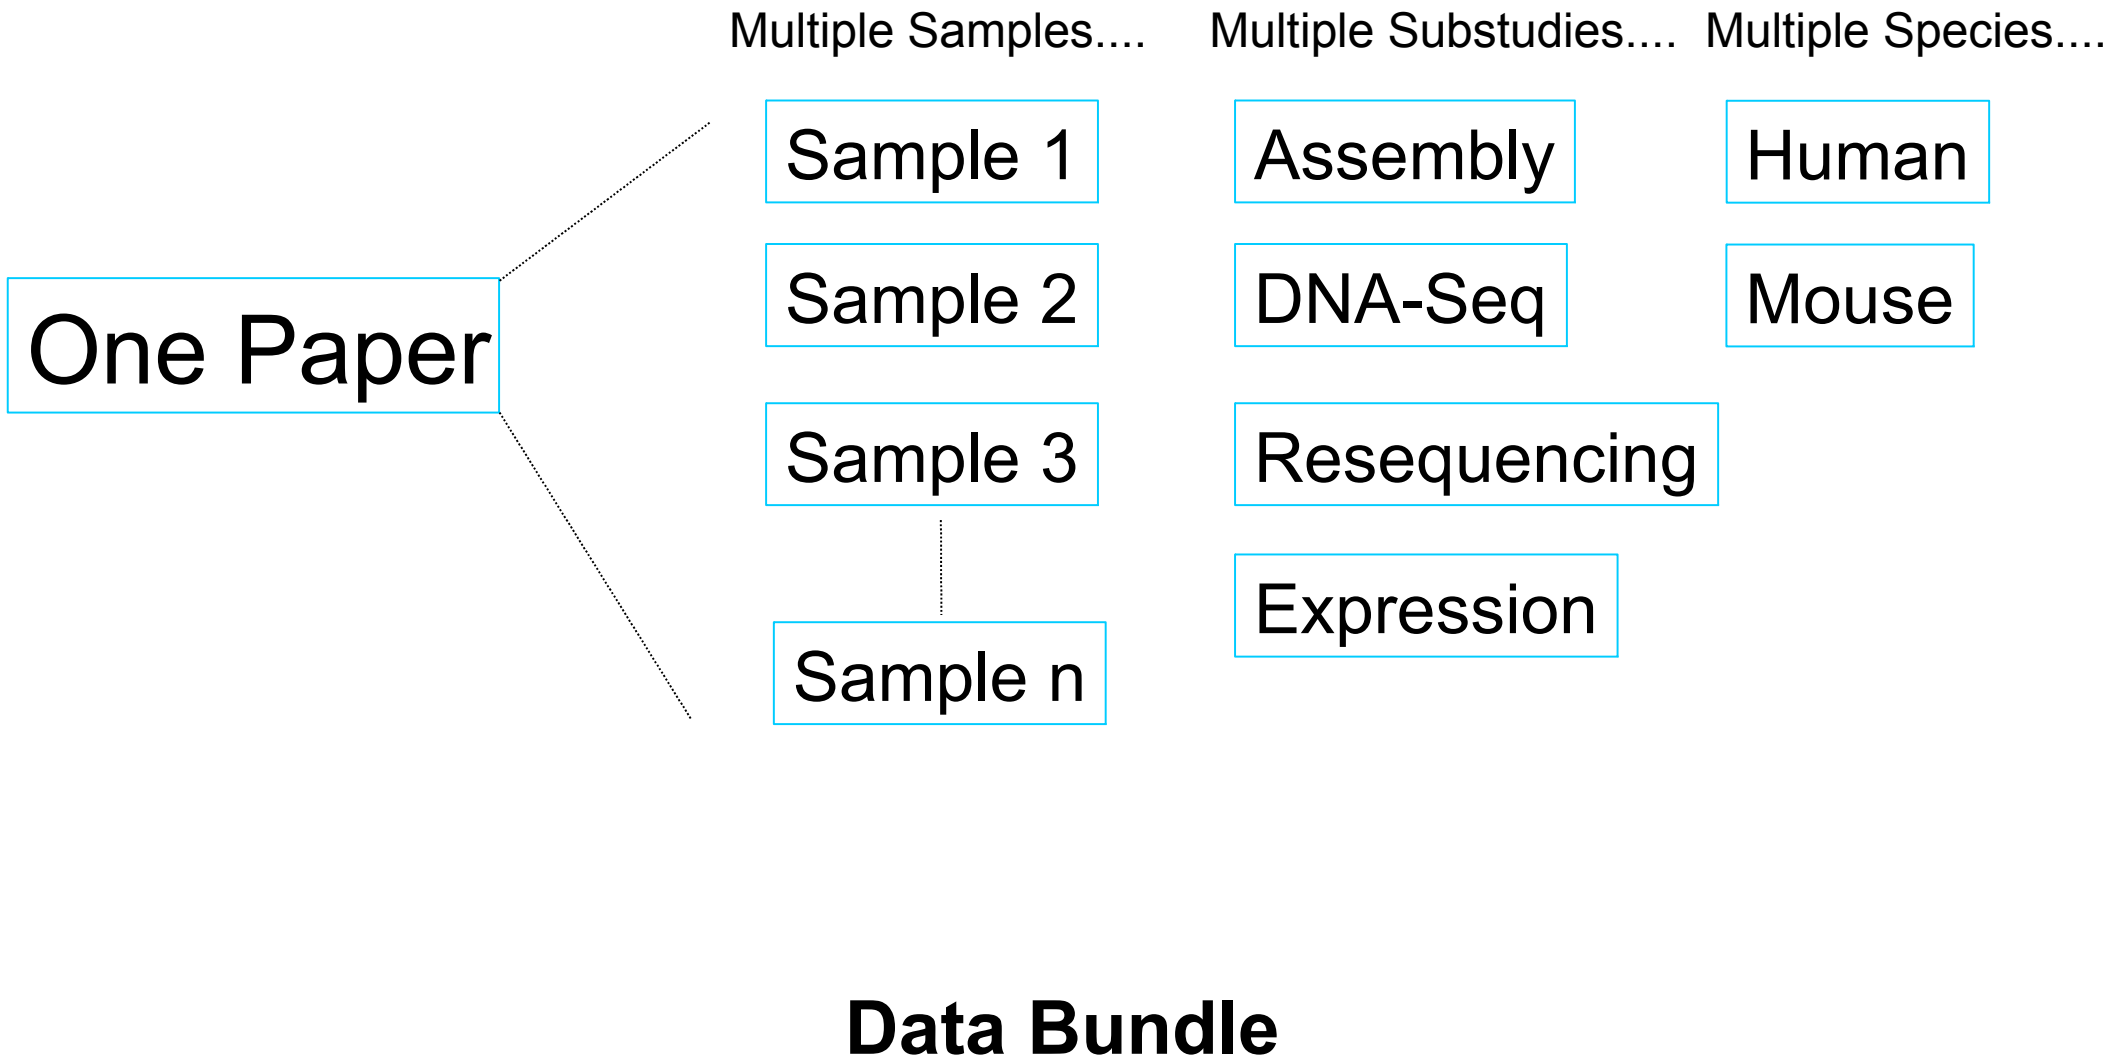 Multiple Samples....
Multiple Substudies....
Multiple Species....
One Paper
Sample 1
Sample 2
Sample 3
Sample n
Assembly
DNA-Seq
Resequencing
Expression
Human
Mouse
Data Bundle